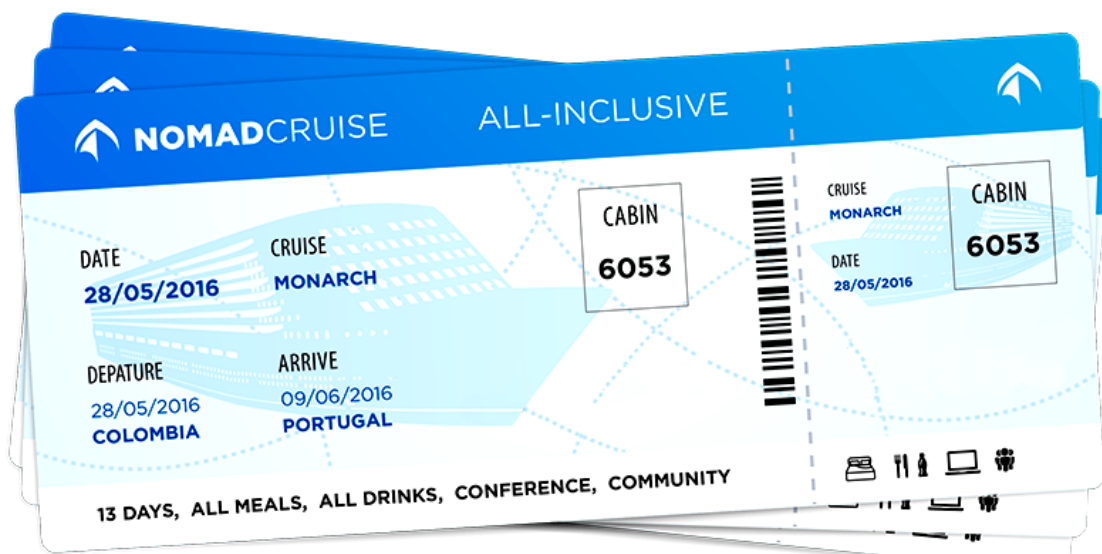 NOMADCRUISE
ALL-INCLUSIVE
DATE
28/05/2016
CRUISE
MONARCH
CABIN
6053
DEPATURE
28/05/2016
COLOMBIA
ARRIVE
09/06/2016
PORTUGAL
13 DAYS, ALL MEALS, ALL DRINKS, CONFERENCE, COMMUNITY
CRUISE
MONARCH
DATE
28/05/2016
CABIN
6053